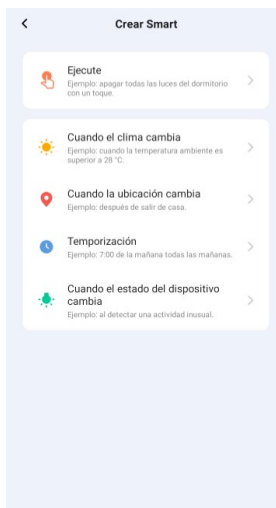 Crear Smart
Ejecute
Ejemplo: apagar todas las luces del dormitorio
con un toque.
Cuando el clima cambia
Ejemplo: cuando la temperatura ambiente es
superior a 28 °C.
Cuando la ubicación cambia
Ejemplo: después de salir de casa.
Temporización
Ejemplo: 7:00 de la mañana todas las mañanas.
Cuando el estado del dispositivo
cambia
Ejemplo: al detectar una actividad inusual.